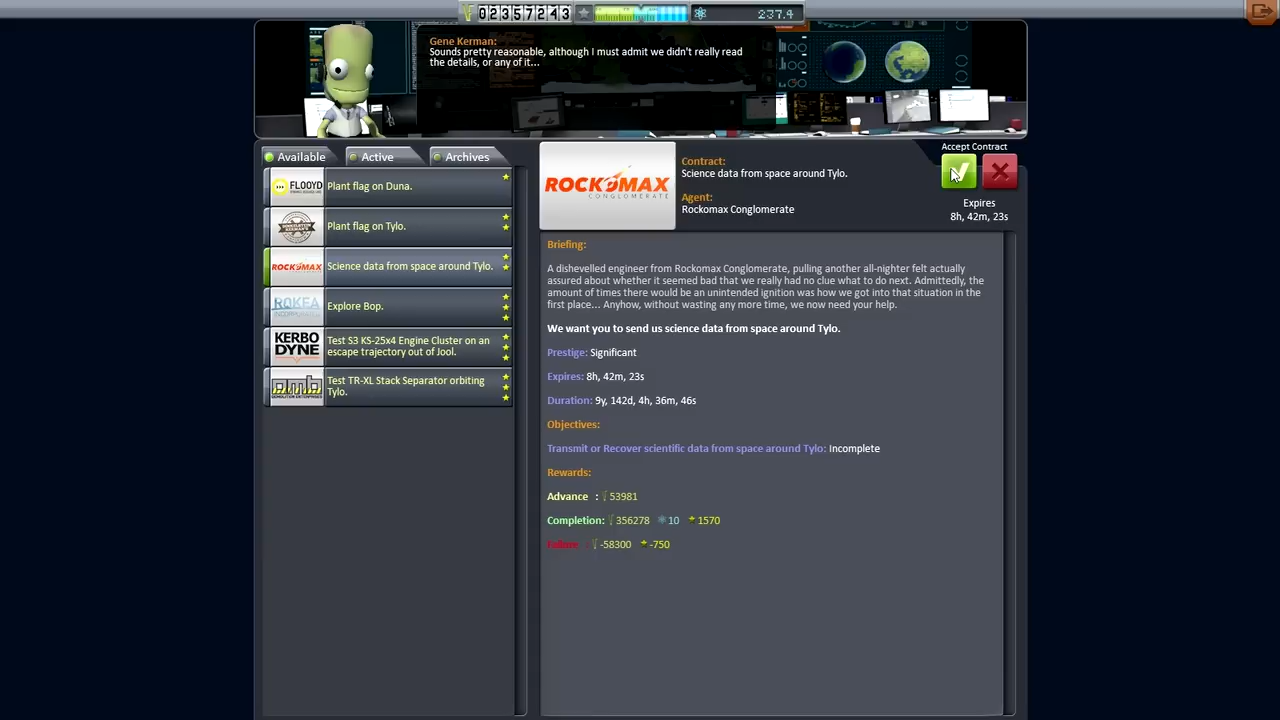 02357243
237.4
Gene Kerman:
Sounds pretty reasonable, although I must admit we didn't really read
the details, or any of it...
Available
Active
Archives
FLOOYD
Plant flag on Duna.
Plant flag on Tylo.
ROCKOMAX
Science data from space around Tylo.
ROKEA
INCORPORATED
Explore Bop.
KERBO
DYNE
Test S3 KS-25x4 Engine Cluster on an
escape trajectory out of Jool.
Test TR-XL Stack Separator orbiting
Tylo.
ROCKOMAX
CONGLOMERATE
Contract:
Science data from space around Tylo.
Agent:
Rockomax Conglomerate
Accept Contract
Expires
8h, 42m, 23s
Briefing:
A dishevelled engineer from Rockomax Conglomerate, pulling another all-nighter felt actually
assured about whether it seemed bad that we really had no clue what to do next. Admittedly, the
amount of times there would be an unintended ignition was how we got into that situation in the
first place... Anyhow, without wasting any more time, we now need your help.
We want you to send us science data from space around Tylo.
Prestige: Significant
Expires: 8h, 42m, 23s
Duration: 9y, 142d, 4h, 36m, 46s
Objectives:
Transmit or Recover scientific data from space around Tylo: Incomplete
Rewards:
Advance : 53981
Completion: 356278 10 1570
Failure : -58300 -750